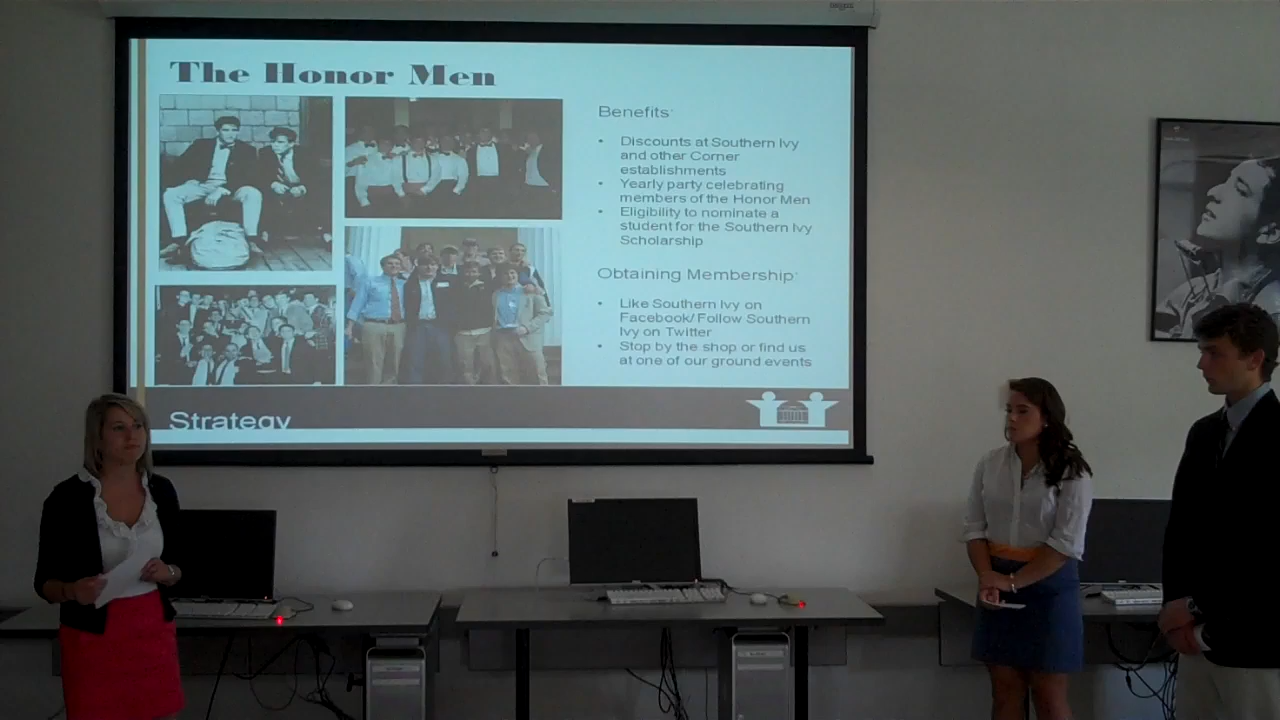 The Honor Men
Benefits:
• Discounts at Southern Ivy
and other Corner
establishments
• Yearly party celebrating
members of the Honor Men
• Eligibility to nominate a
student for the Southern Ivy
Scholarship
Obtaining Membership:
• Like Southern Ivy on
Facebook/ Follow Southern
Ivy on Twitter
• Stop by the shop or find us
at one of our ground events
Strategy